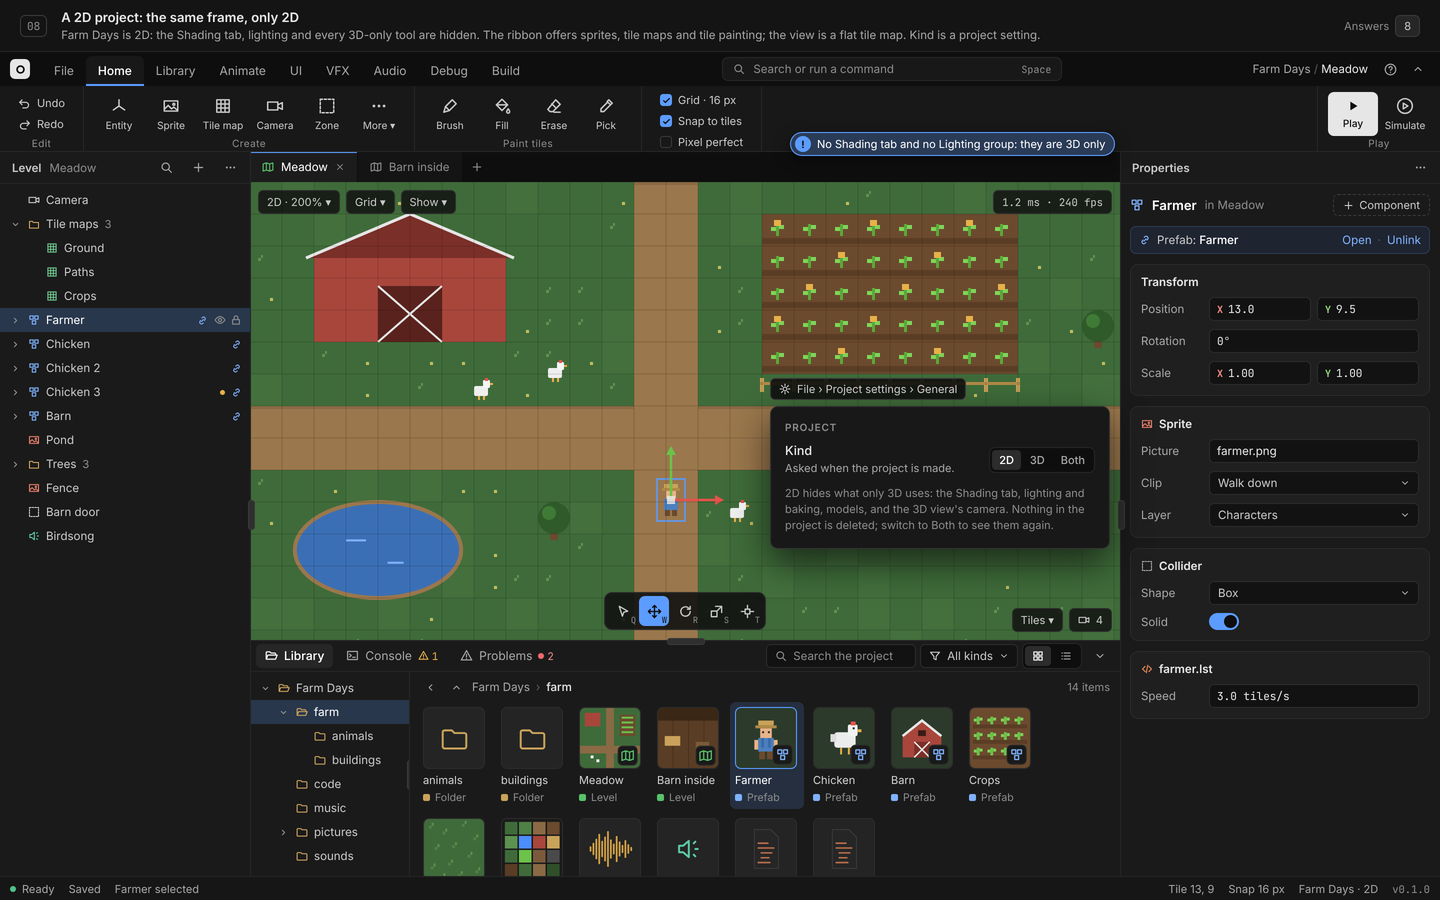 08
A 2D project: the same frame, only 2D
Farm Days is 2D: the Shading tab, lighting and every 3D-only tool are hidden. The ribbon offers sprites, tile maps and tile painting; the view is a flat tile map. Kind is a project setting.
Answers 8
File Home Library Animate UI VFX Audio Debug Build
Search or run a command Space
Farm Days / Meadow
Undo
Redo
Edit
Entity Sprite Tile map Camera Zone More ▾
Create
Brush Fill Erase Pick
Paint tiles
Grid · 16 px
Snap to tiles
Pixel perfect
Play Simulate
Play
! No Shading tab and no Lighting group: they are 3D only
Level Meadow
Camera
Tile maps 3
Ground
Paths
Crops
Farmer
Chicken
Chicken 2
Chicken 3
Barn
Pond
Trees 3
Fence
Barn door
Birdsong
Meadow × Barn inside +
2D · 200% ▾ Grid ▾ Show ▾
1.2 ms · 240 fps
File › Project settings › General
PROJECT
Kind
Asked when the project is made.
2D 3D Both
2D hides what only 3D uses: the Shading tab, lighting and
baking, models, and the 3D view's camera. Nothing in the
project is deleted; switch to Both to see them again.
Q W R S T
Tiles ▾ 4
Properties
Farmer in Meadow
+ Component
Prefab: Farmer Open · Unlink
Transform
Position X 13.0 Y 9.5
Rotation 0°
Scale X 1.00 Y 1.00
Sprite
Picture farmer.png
Clip Walk down
Layer Characters
Collider
Shape Box
Solid
farmer.lst
Speed 3.0 tiles/s
Library Console 1 Problems 2
Search the project All kinds
Farm Days
farm
animals
buildings
code
music
pictures
sounds
Farm Days › farm
14 items
animals
Folder
buildings
Folder
Meadow
Level
Barn inside
Level
Farmer
Prefab
Chicken
Prefab
Barn
Prefab
Crops
Prefab
Ready Saved Farmer selected
Tile 13, 9 Snap 16 px Farm Days · 2D v0.1.0